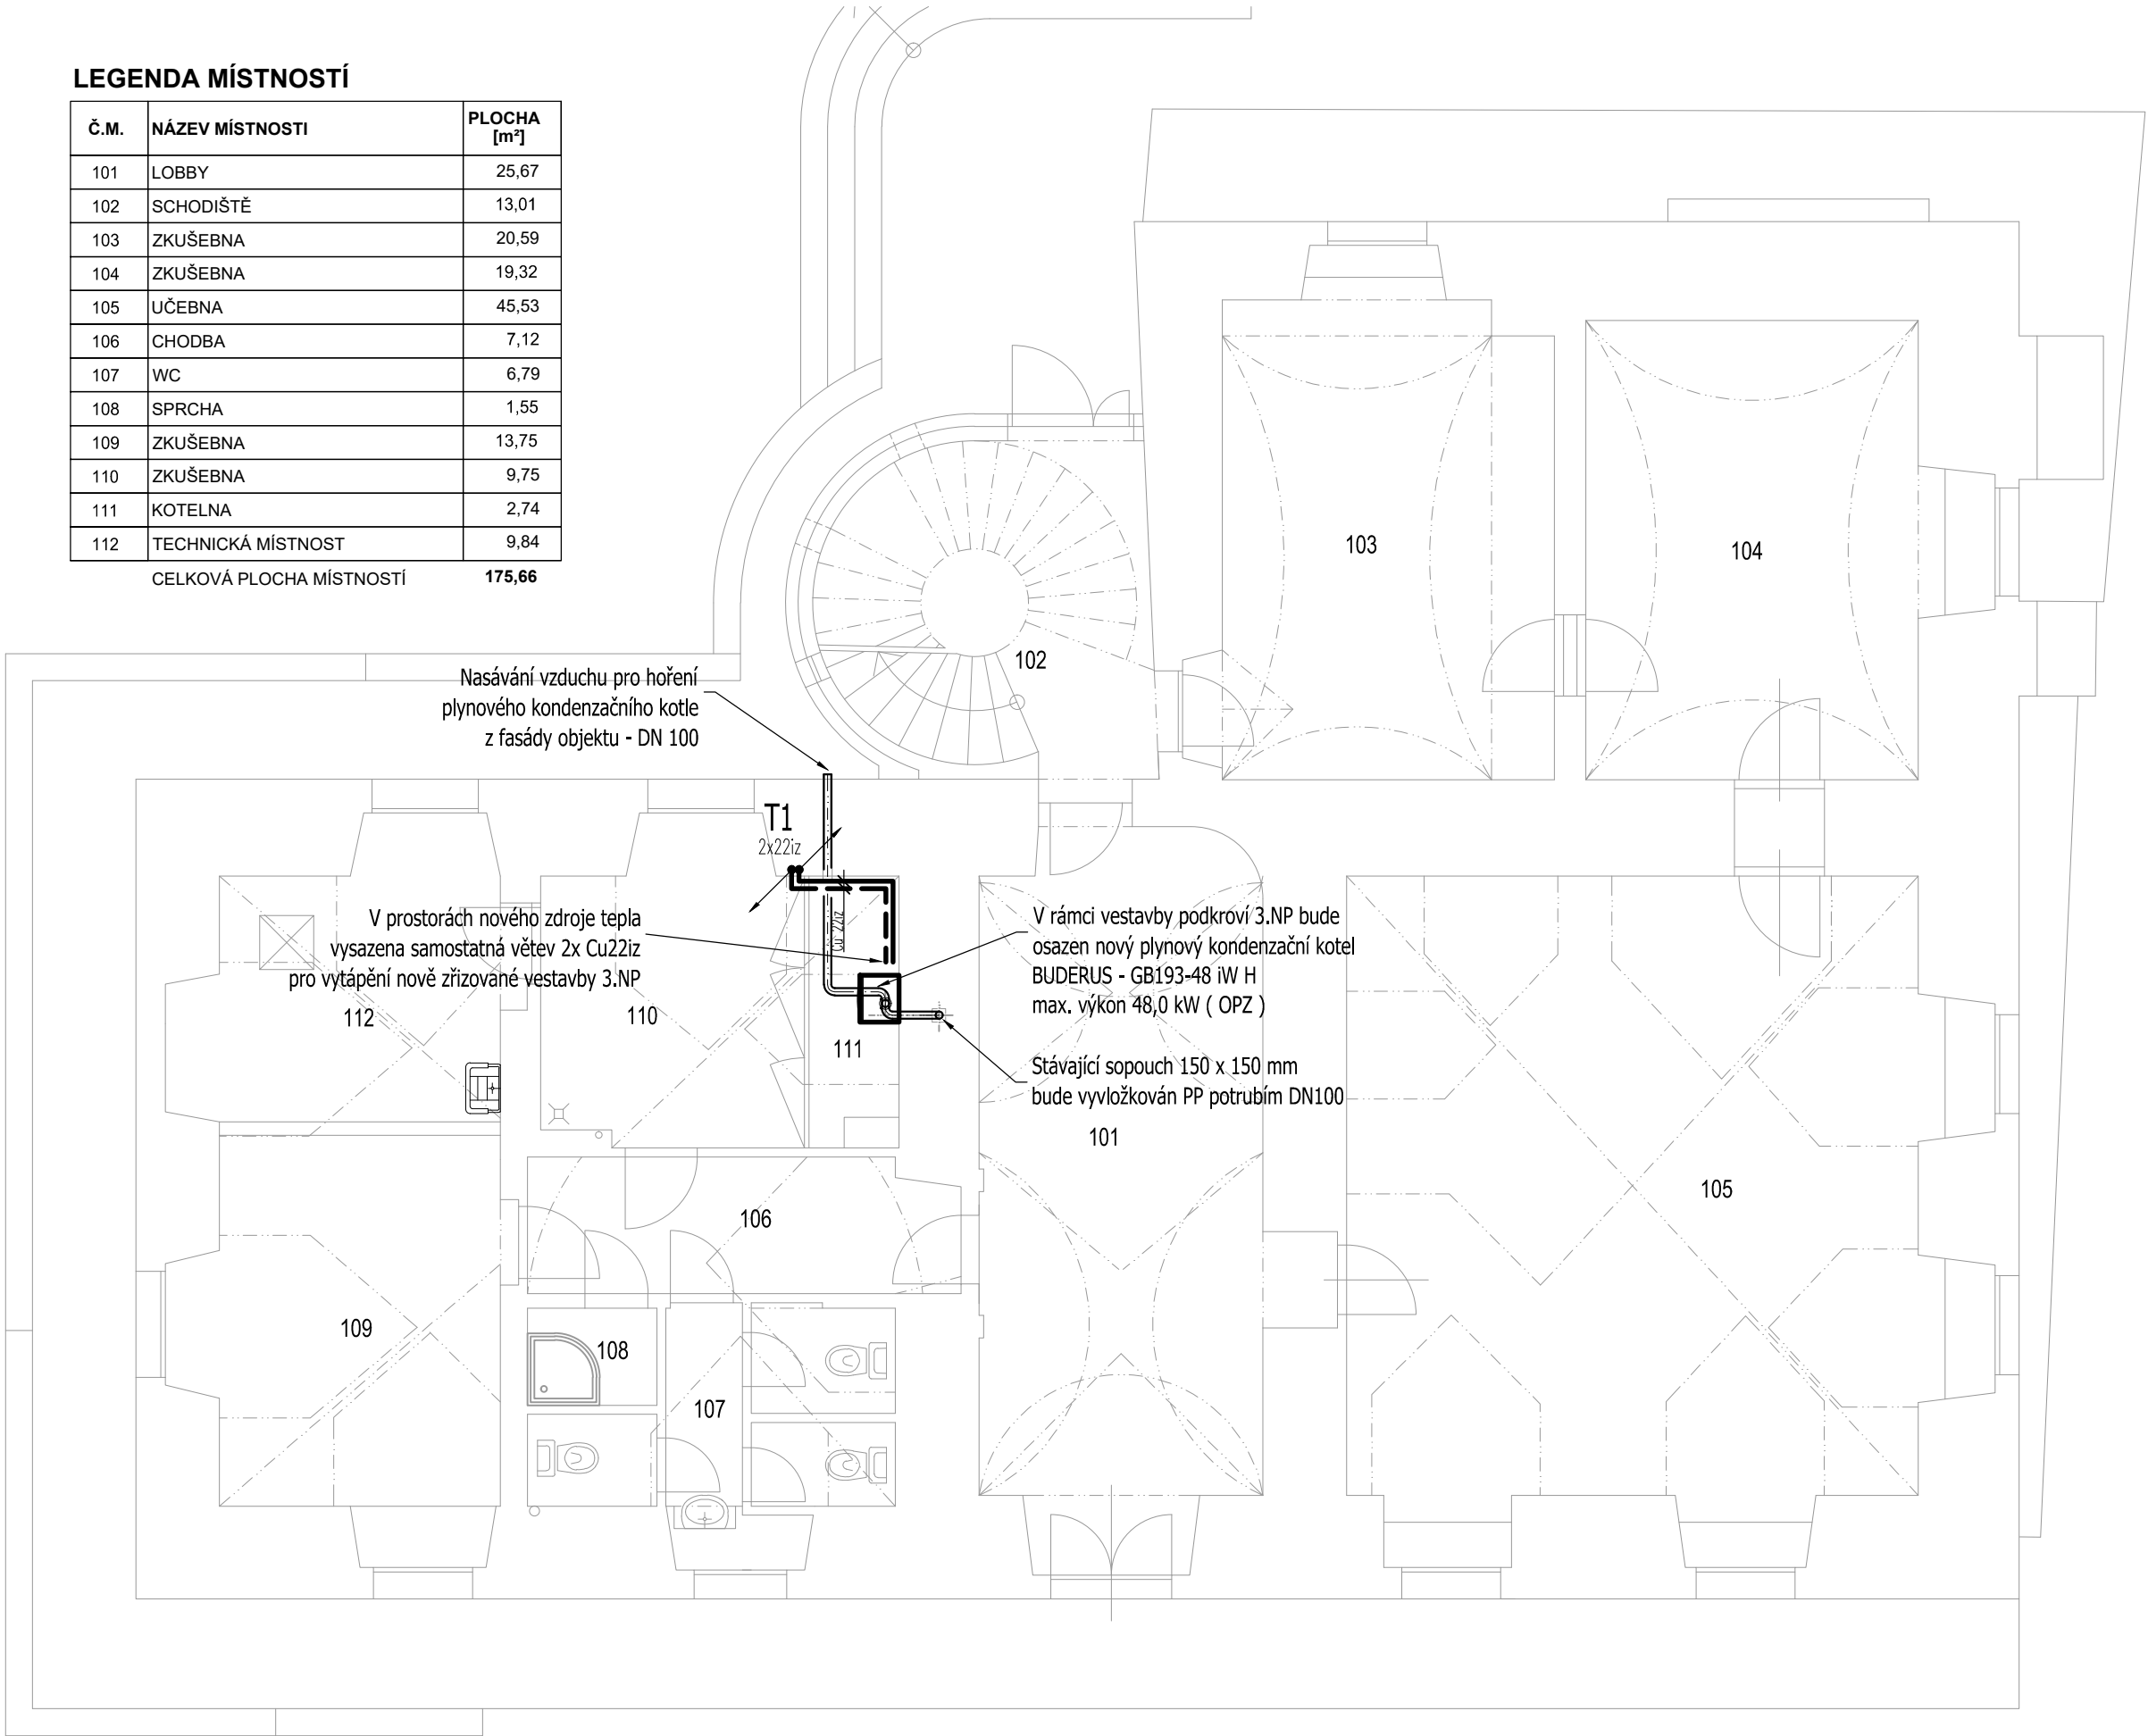 LEGENDA MÍSTNOSTÍ
Č.M. NÁZEV MÍSTNOSTI PLOCHA [m²]
101 LOBBY 25,67
102 SCHODIŠTĚ 13,01
103 ZKUŠEBNA 20,59
104 ZKUŠEBNA 19,32
105 UČEBNA 45,53
106 CHODBA 7,12
107 WC 6,79
108 SPRCHA 1,55
109 ZKUŠEBNA 13,75
110 ZKUŠEBNA 9,75
111 KOTELNA 2,74
112 TECHNICKÁ MÍSTNOST 9,84
CELKOVÁ PLOCHA MÍSTNOSTÍ 175,66
103
104
102
Nasávání vzduchu pro hoření
plynového kondenzačního kotle
z fasády objektu - DN 100
T1
2x22iz
Cu 22iz
V prostorách nového zdroje tepla
vysazena samostatná větev 2x Cu22iz
pro vytápění nově zřizované vestavby 3.NP
V rámci vestavby podkroví 3.NP bude
osazen nový plynový kondenzační kotel
BUDERUS - GB193-48 iW H
max. výkon 48,0 kW ( OPZ )
112
110
111
Stávající sopouch 150 x 150 mm
bude vyvložkován PP potrubím DN100
101
105
106
109
108
107